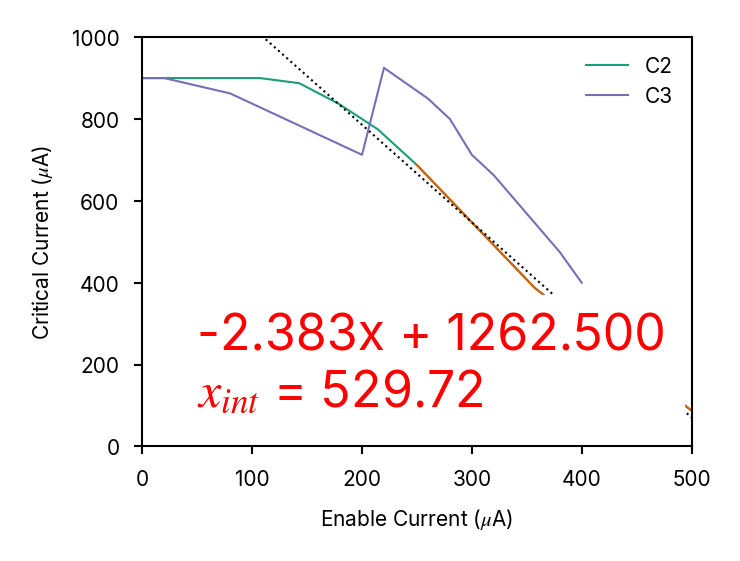 1000
800
600
400
200
0
Critical Current (μA)
C2
C3
-2.383x + 1262.500
x_int = 529.72
0 100 200 300 400 500
Enable Current (μA)